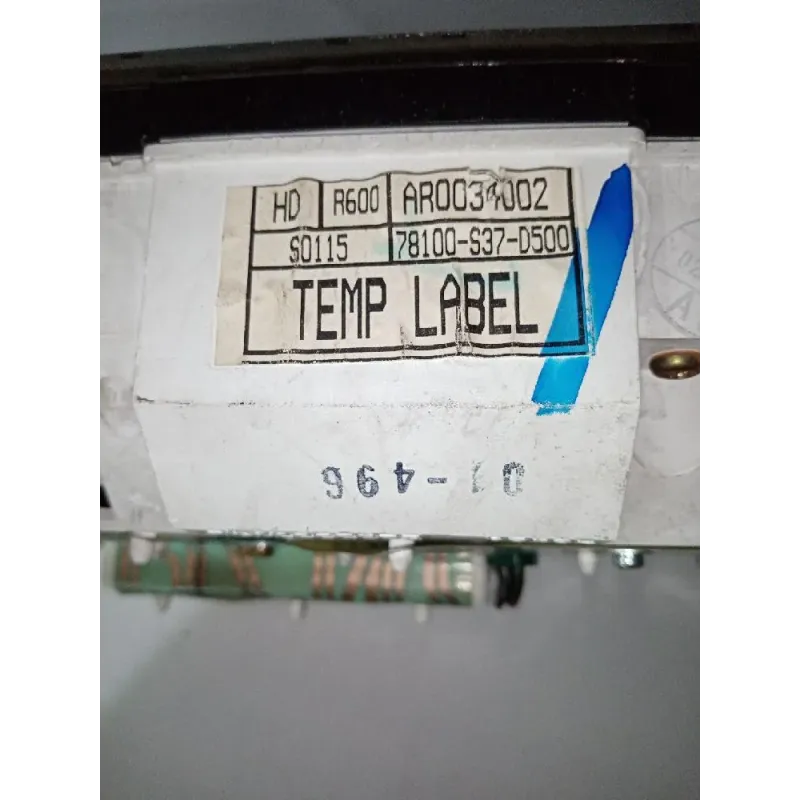 HD R600 AR0034002
S0115 78100-S37-D500
TEMP LABEL
01-496